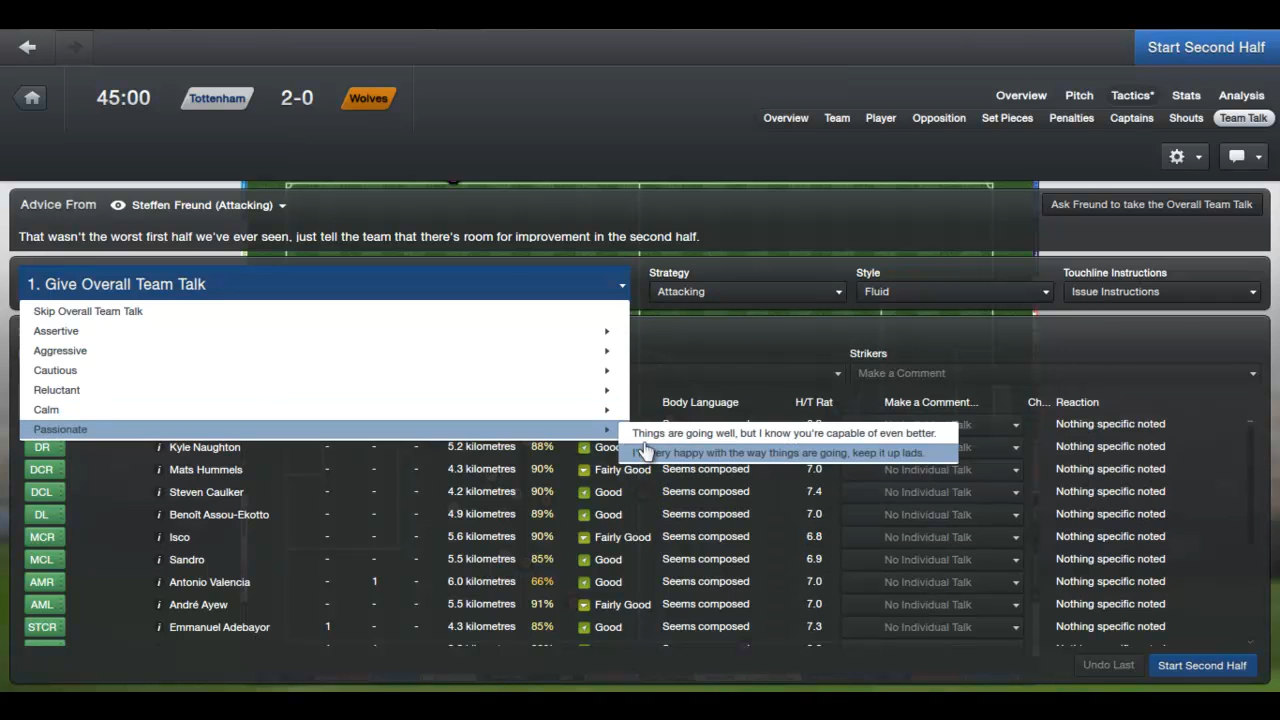 Start Second Half
45:00 Tottenham 2-0 Wolves
Overview Pitch Tactics* Stats Analysis
Overview Team Player Opposition Set Pieces Penalties Captains Shouts Team Talk
Advice From Steffen Freund (Attacking) Ask Freund to take the Overall Team Talk
That wasn't the worst first half we've ever seen, just tell the team that there's room for improvement in the second half.
1. Give Overall Team Talk
Strategy Style Touchline Instructions
Attacking Fluid Issue Instructions
Skip Overall Team Talk
Assertive
Aggressive
Cautious
Reluctant
Calm
Passionate
Things are going well, but I know you're capable of even better.
very happy with the way things are going, keep it up lads.
Strikers
Make a Comment
Body Language H/T Rat Make a Comment... Ch... Reaction
Nothing specific noted
DR i Kyle Naughton - - - 5.2 kilometres 88% Good Nothing specific noted
DCR i Mats Hummels - - - 4.3 kilometres 90% Fairly Good Seems composed 7.0 No Individual Talk Nothing specific noted
DCL i Steven Caulker - - - 4.2 kilometres 90% Good Seems composed 7.4 No Individual Talk Nothing specific noted
DL i Benoît Assou-Ekotto - - - 4.9 kilometres 89% Good Seems composed 7.0 No Individual Talk Nothing specific noted
MCR i Isco - - - 5.6 kilometres 90% Fairly Good Seems composed 6.8 No Individual Talk Nothing specific noted
MCL i Sandro - - - 5.5 kilometres 85% Good Seems composed 6.9 No Individual Talk Nothing specific noted
AMR i Antonio Valencia - 1 - 6.0 kilometres 66% Good Seems composed 7.0 No Individual Talk Nothing specific noted
AML i André Ayew - - - 5.5 kilometres 91% Fairly Good Seems composed 7.0 No Individual Talk Nothing specific noted
STCR i Emmanuel Adebayor 1 - - 4.3 kilometres 85% Good Seems composed 7.3 No Individual Talk Nothing specific noted
Undo Last Start Second Half